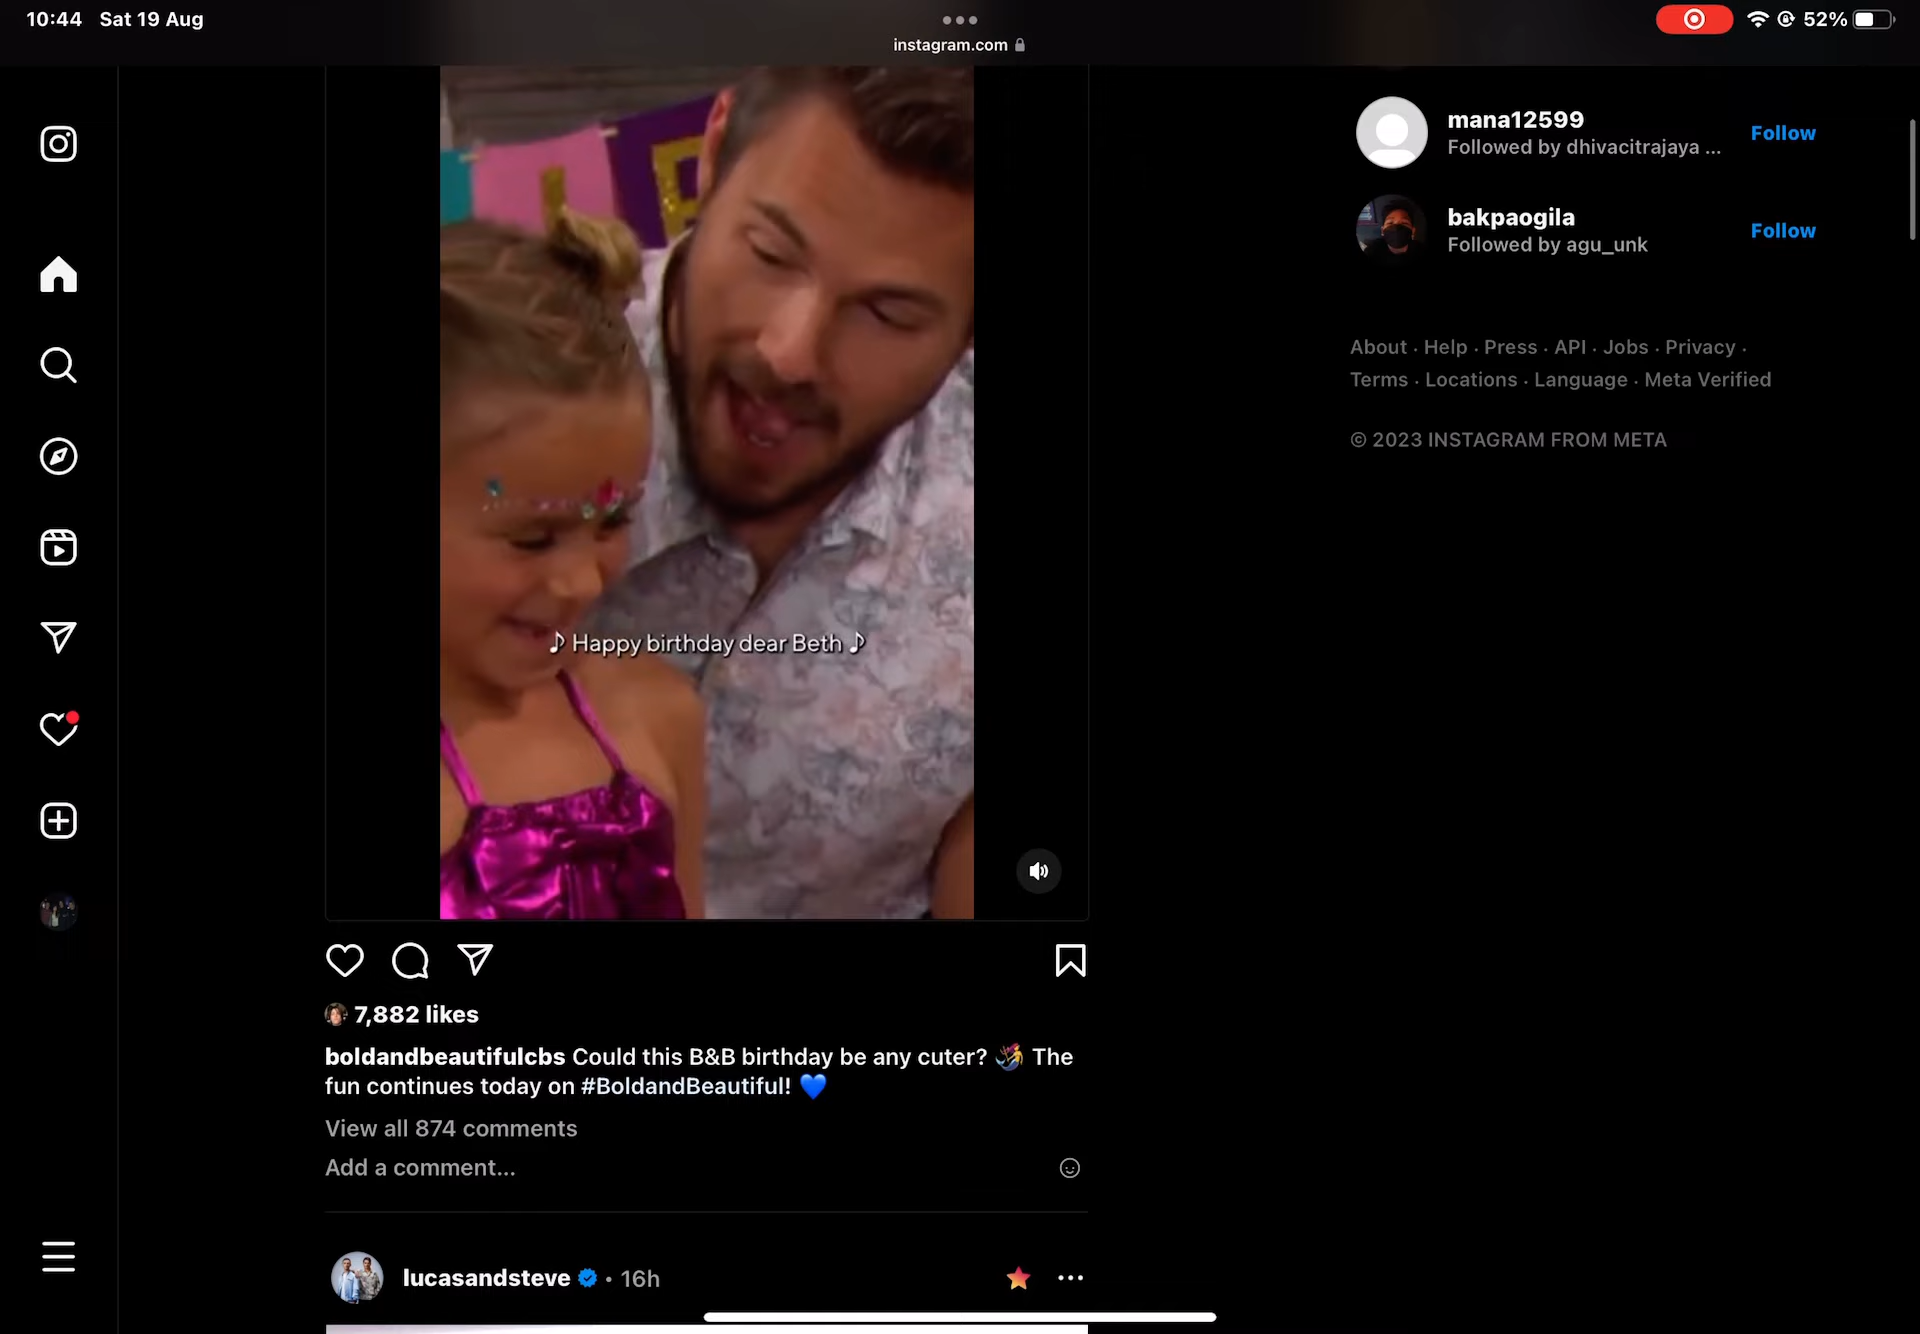 10:44 Sat 19 Aug
instagram.com
52%
mana12599
Followed by dhivacitrajaya ...
Follow
bakpaogila
Followed by agu_unk
Follow
About · Help · Press · API · Jobs · Privacy ·
Terms · Locations · Language · Meta Verified
© 2023 INSTAGRAM FROM META
♪ Happy birthday dear Beth ♪
7,882 likes
boldandbeautifulcbs Could this B&B birthday be any cuter? 🧜‍♀️ The
fun continues today on #BoldandBeautiful! 💙
View all 874 comments
Add a comment...
lucasandsteve • 16h